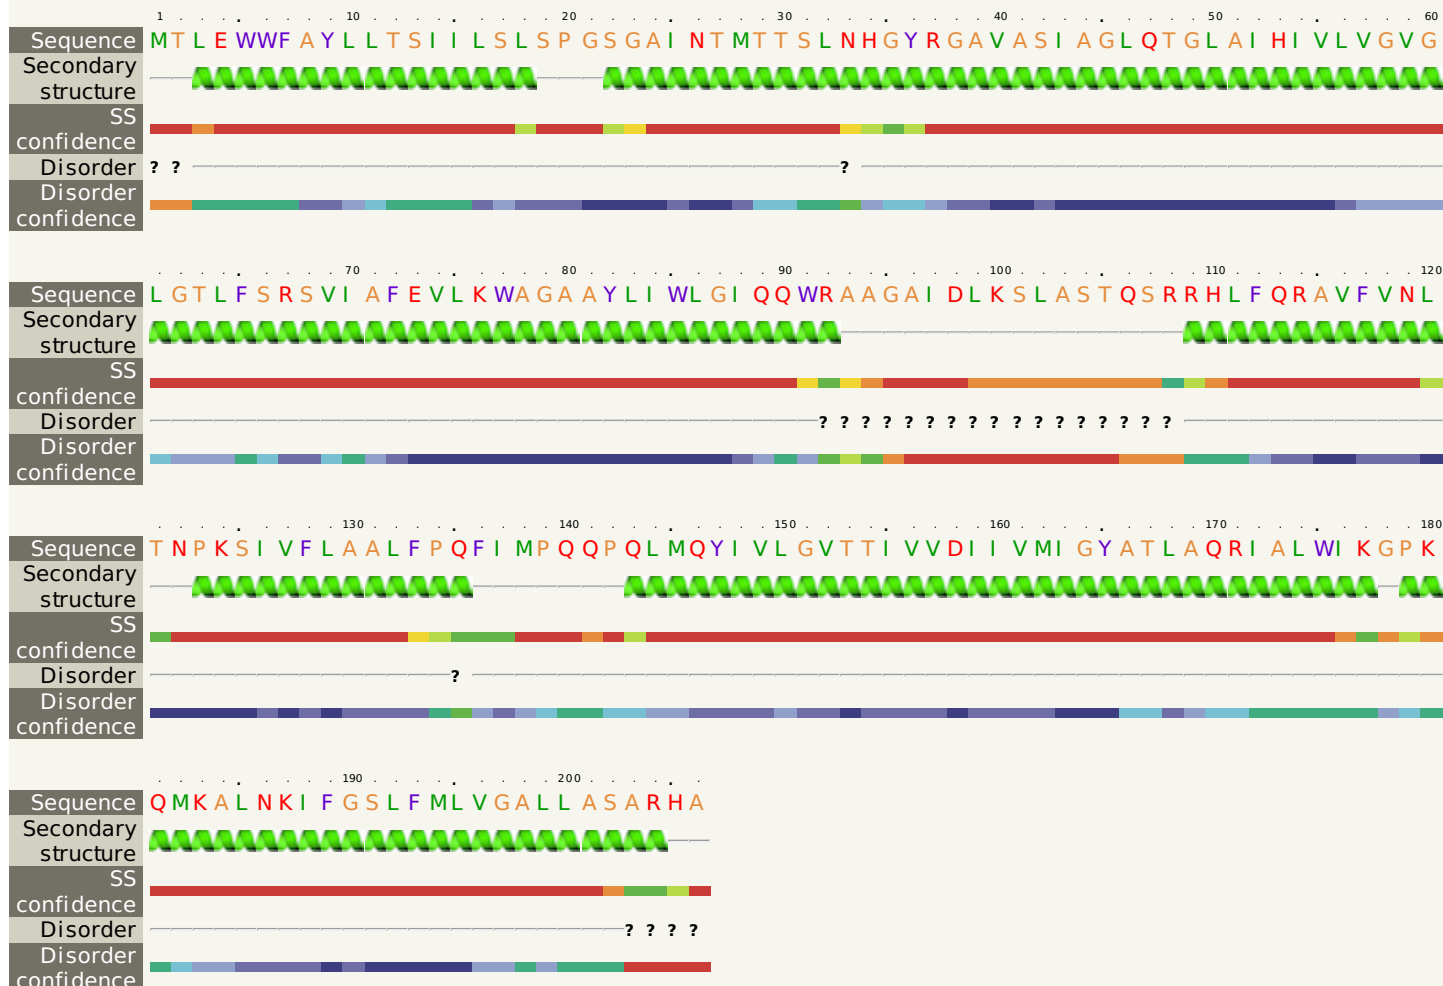 1 10 20 30 40 50 60
Sequence MTLEWWFAYLLTSIILSLSPGSGAINTMTTSLNHGYRGAVASIAGLQTGLAIHIVLVGVG
Secondary
structure
SS
confidence
Disorder ? ? ?
Disorder
confidence
70 80 90 100 110 120
Sequence LGTLFSRSVIAFEVLKWAGAAYLIWLGIQQWRAAGAIDLKSLASTQSRRHLFQRAVFVNL
Secondary
structure
SS
confidence
Disorder ? ? ? ? ? ? ? ? ? ? ? ? ? ? ? ? ?
Disorder
confidence
130 140 150 160 170 180
Sequence TNPKSIVFLAALFPQFIMPQQPQLMQYIVLGVTTIVVDIIVMIGYATLAQRIALWIKGPK
Secondary
structure
SS
confidence
Disorder ?
Disorder
confidence
190 200
Sequence QMKALNKIFGSLFMLVGALLASARHA
Secondary
structure
SS
confidence
Disorder ? ? ? ?
Disorder
confidence